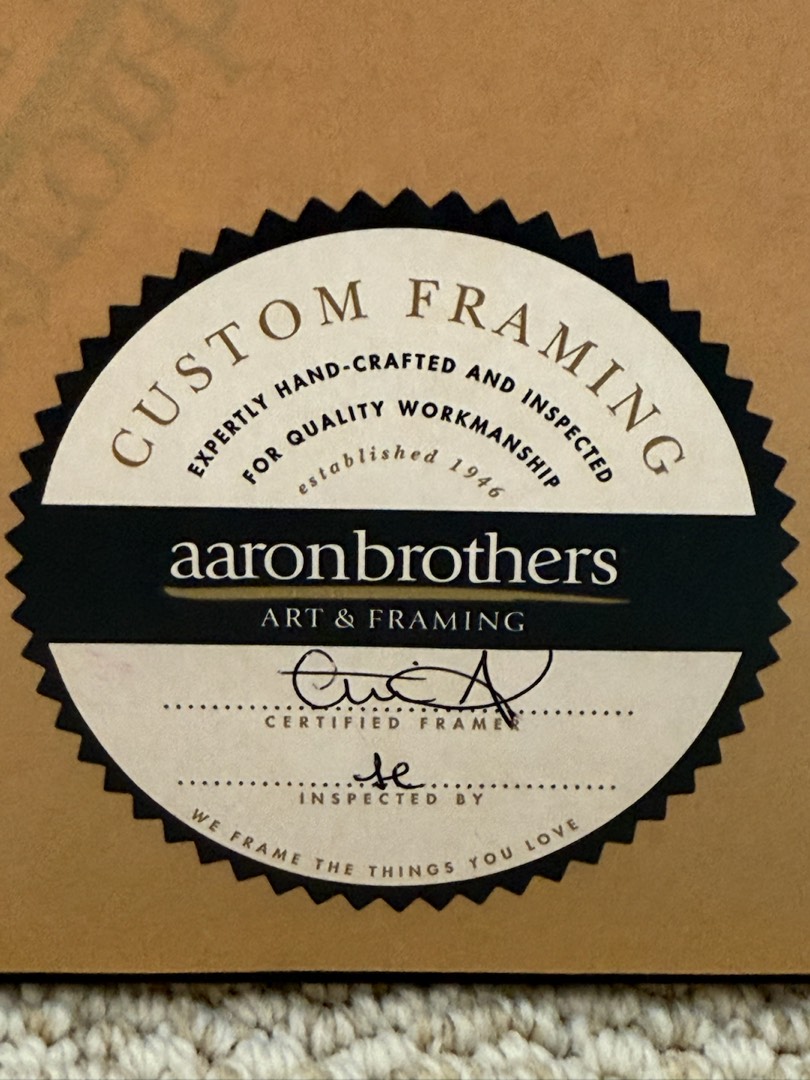 CUSTOM FRAMING
EXPERTLY HAND-CRAFTED AND INSPECTED
FOR QUALITY WORKMANSHIP
established 1946
aaronbrothers
ART & FRAMING
CERTIFIED FRAMER
se
INSPECTED BY
WE FRAME THE THINGS YOU LOVE